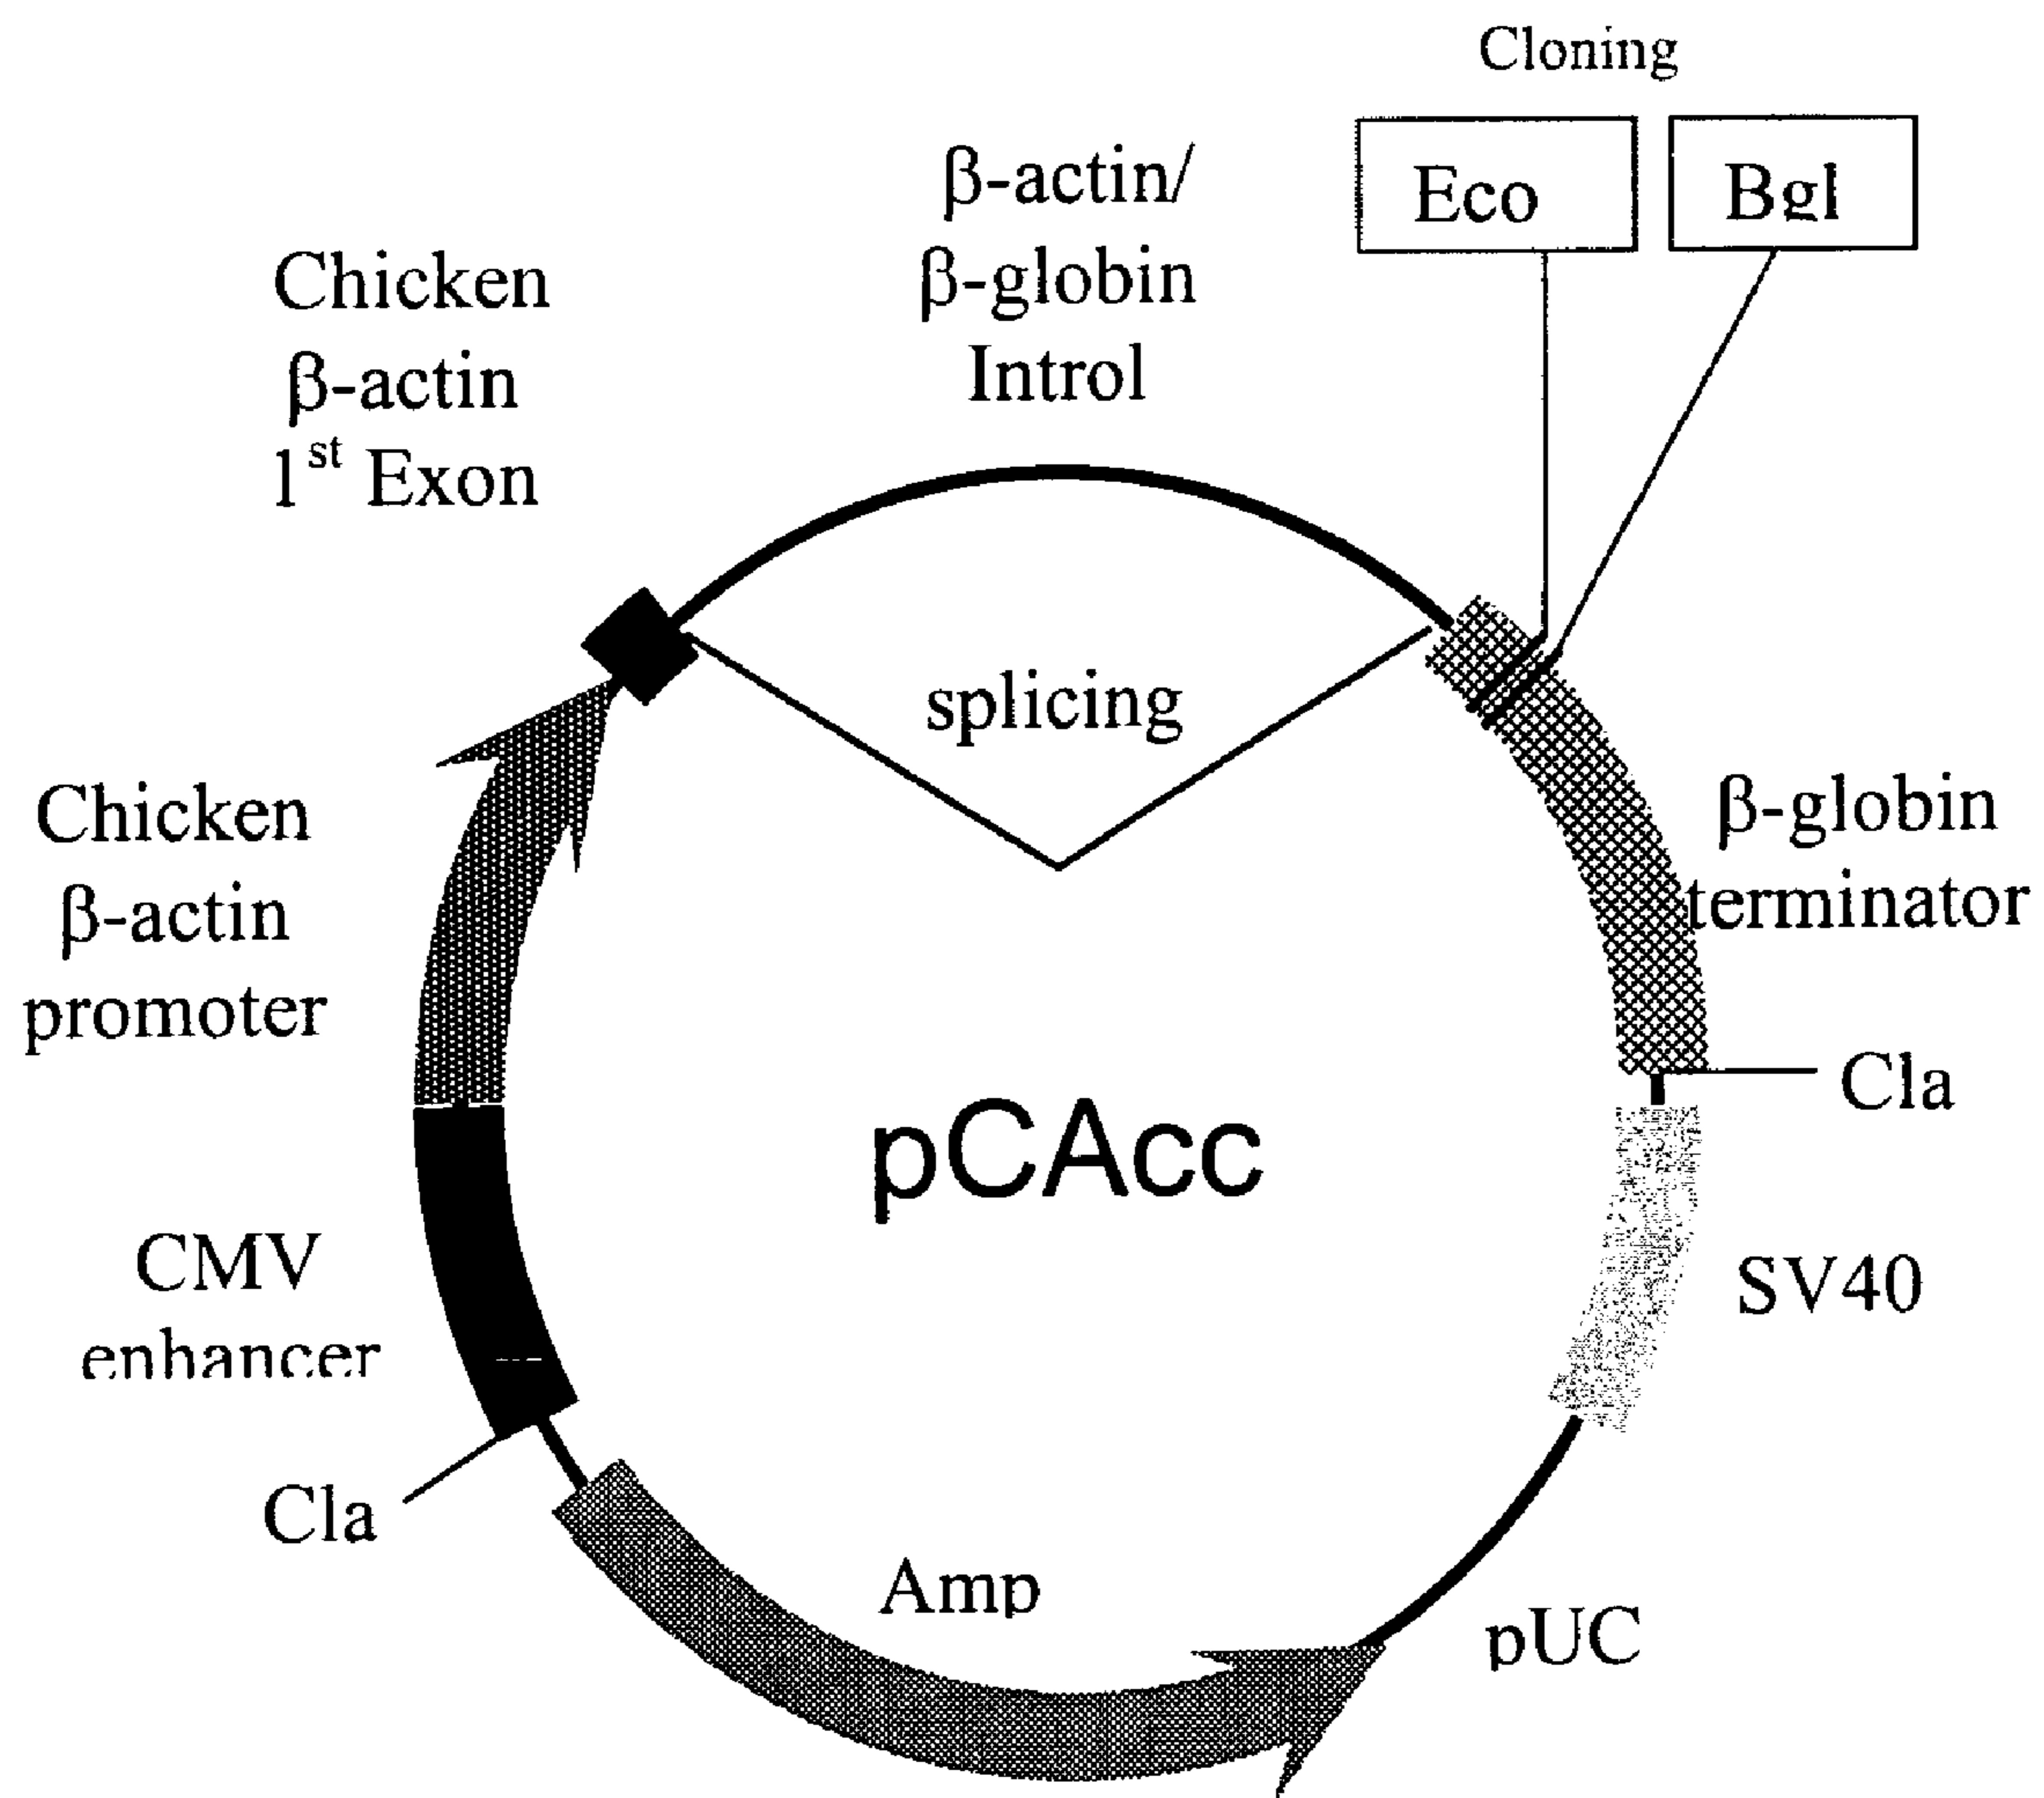 Cloning
Eco
Bgl
β-actin/
β-globin
Introl
Chicken
β-actin
1st Exon
splicing
Chicken
β-actin
promoter
β-globin
terminator
Cla
pCAcc
CMV
enhancer
SV40
Cla
Amp
pUC